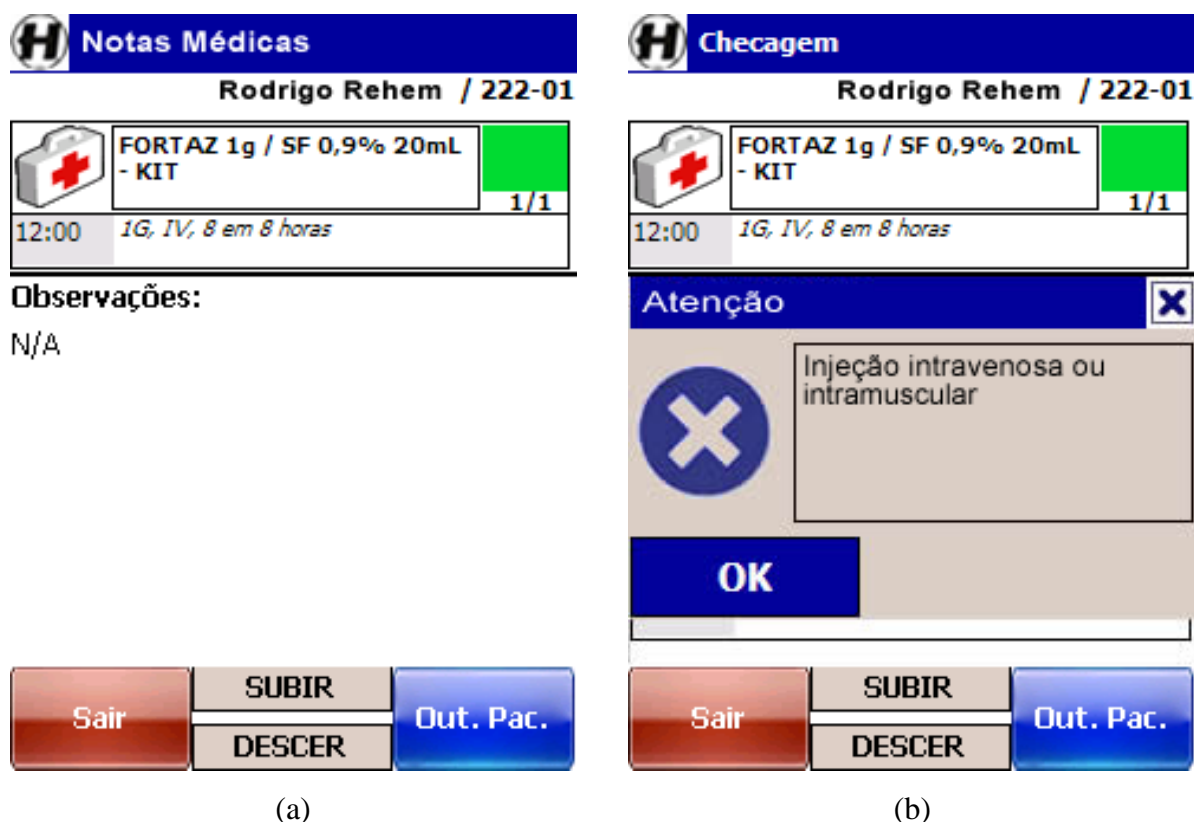 Notas Médicas
Rodrigo Rehem / 222-01
FORTAZ 1g / SF 0,9% 20mL
- KIT
1/1
12:00
1G, IV, 8 em 8 horas
Observações:
N/A
Sair
SUBIR
DESCER
Out. Pac.
(a)
Checagem
Rodrigo Rehem / 222-01
FORTAZ 1g / SF 0,9% 20mL
- KIT
1/1
12:00
1G, IV, 8 em 8 horas
Atenção
Injeção intravenosa ou
intramuscular
OK
Sair
SUBIR
DESCER
Out. Pac.
(b)